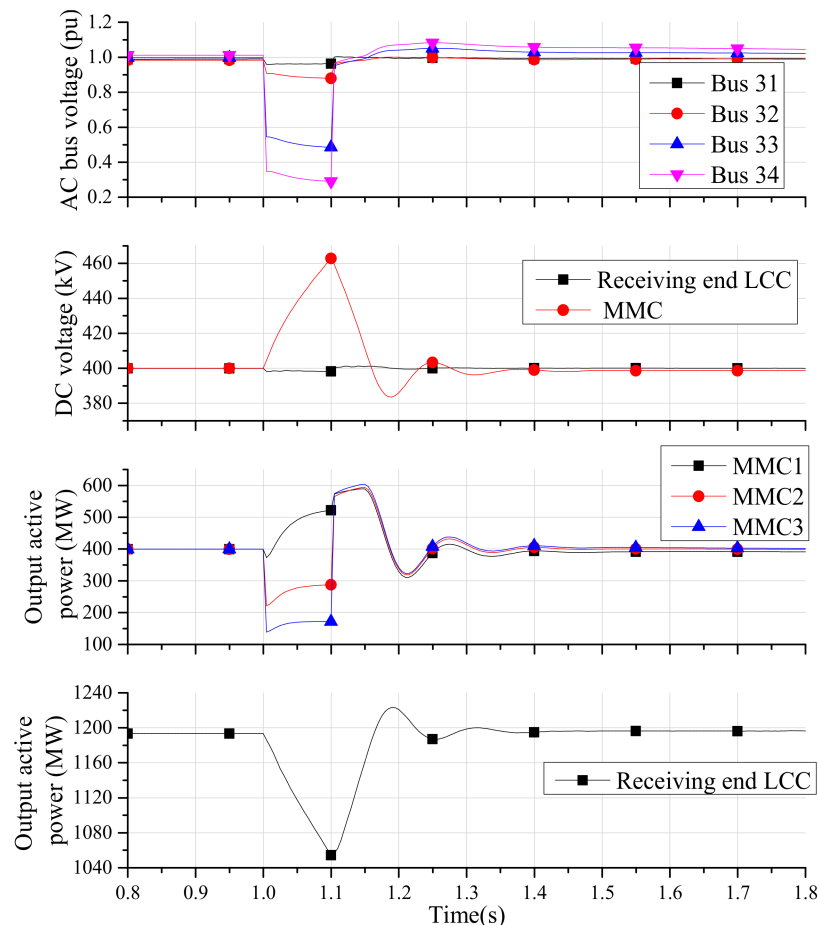 AC bus voltage (pu)
1.2
1.0
0.8
0.6
0.4
0.2
Bus 31
Bus 32
Bus 33
Bus 34
DC voltage (kV)
460
440
420
400
380
Receiving end LCC
MMC
Output active
power (MW)
600
500
400
300
200
100
MMC1
MMC2
MMC3
Output active
power (MW)
1240
1200
1160
1120
1080
1040
Receiving end LCC
0.8 0.9 1.0 1.1 1.2 1.3 1.4 1.5 1.6 1.7 1.8
Time(s)